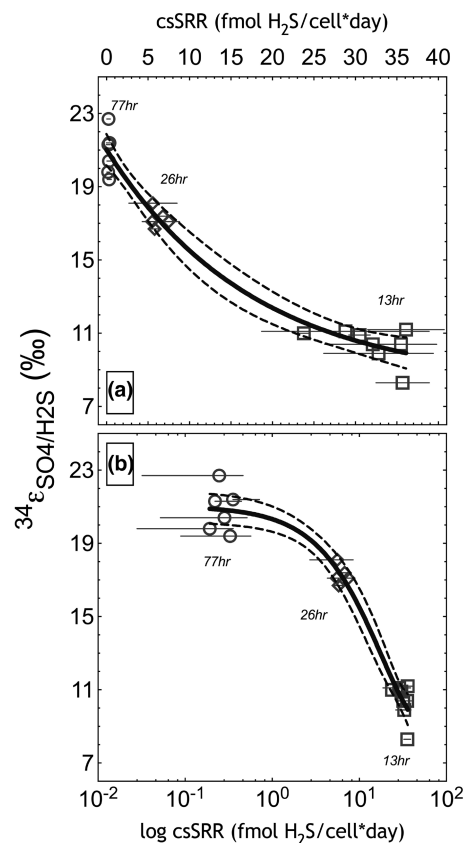 csSRR (fmol H2S/cell*day)
0 5 10 15 20 25 30 35 40
77hr
23
26hr
19
15
13hr
11
(a)
7
34εSO4/H2S (‰)
(b)
23
19
77hr
26hr
15
11
13hr
7
10-2 10-1 100 101 102
log csSRR (fmol H2S/cell*day)